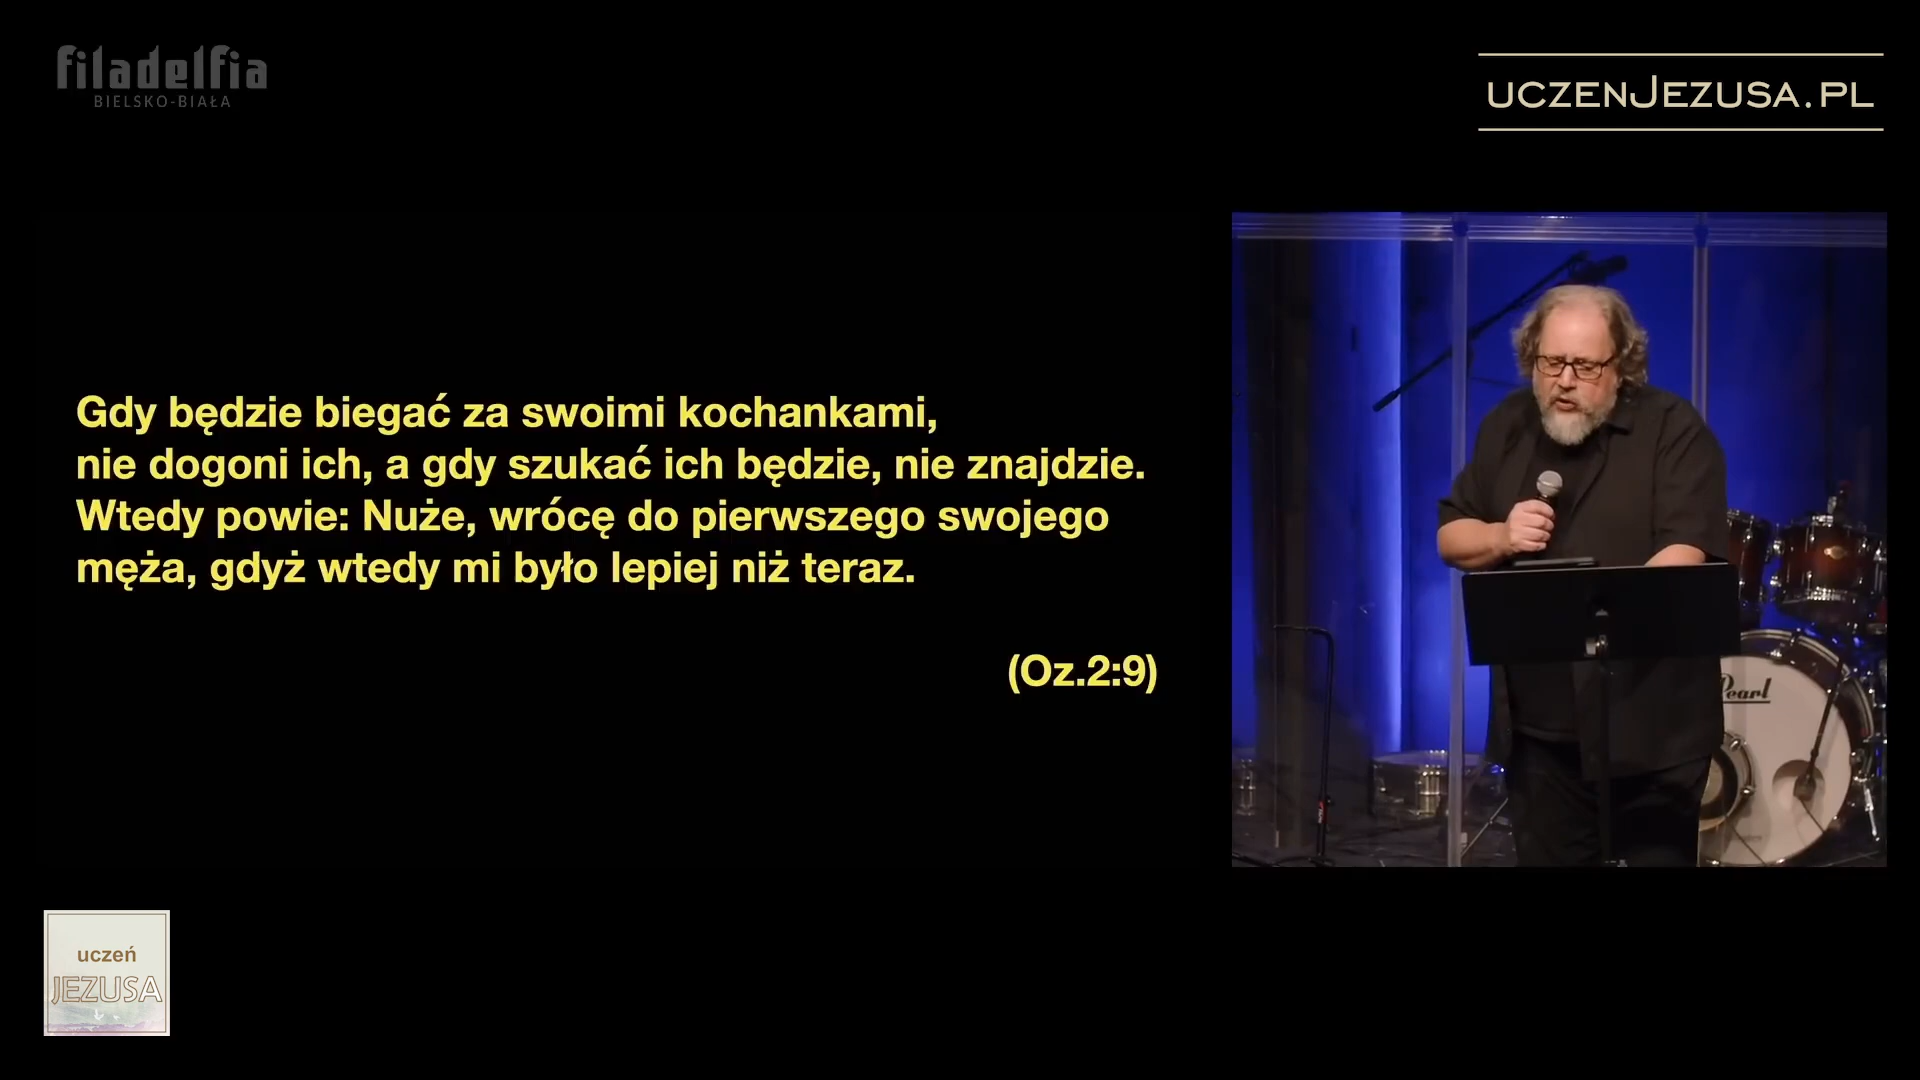 filadelfia
BIELSKO-BIAŁA
UCZENJEZUSA.PL
Gdy będzie biegać za swoimi kochankami,
nie dogoni ich, a gdy szukać ich będzie, nie znajdzie.
Wtedy powie: Nuże, wrócę do pierwszego swojego
męża, gdyż wtedy mi było lepiej niż teraz.
(Oz.2:9)
Pearl
uczeń
JEZUSA